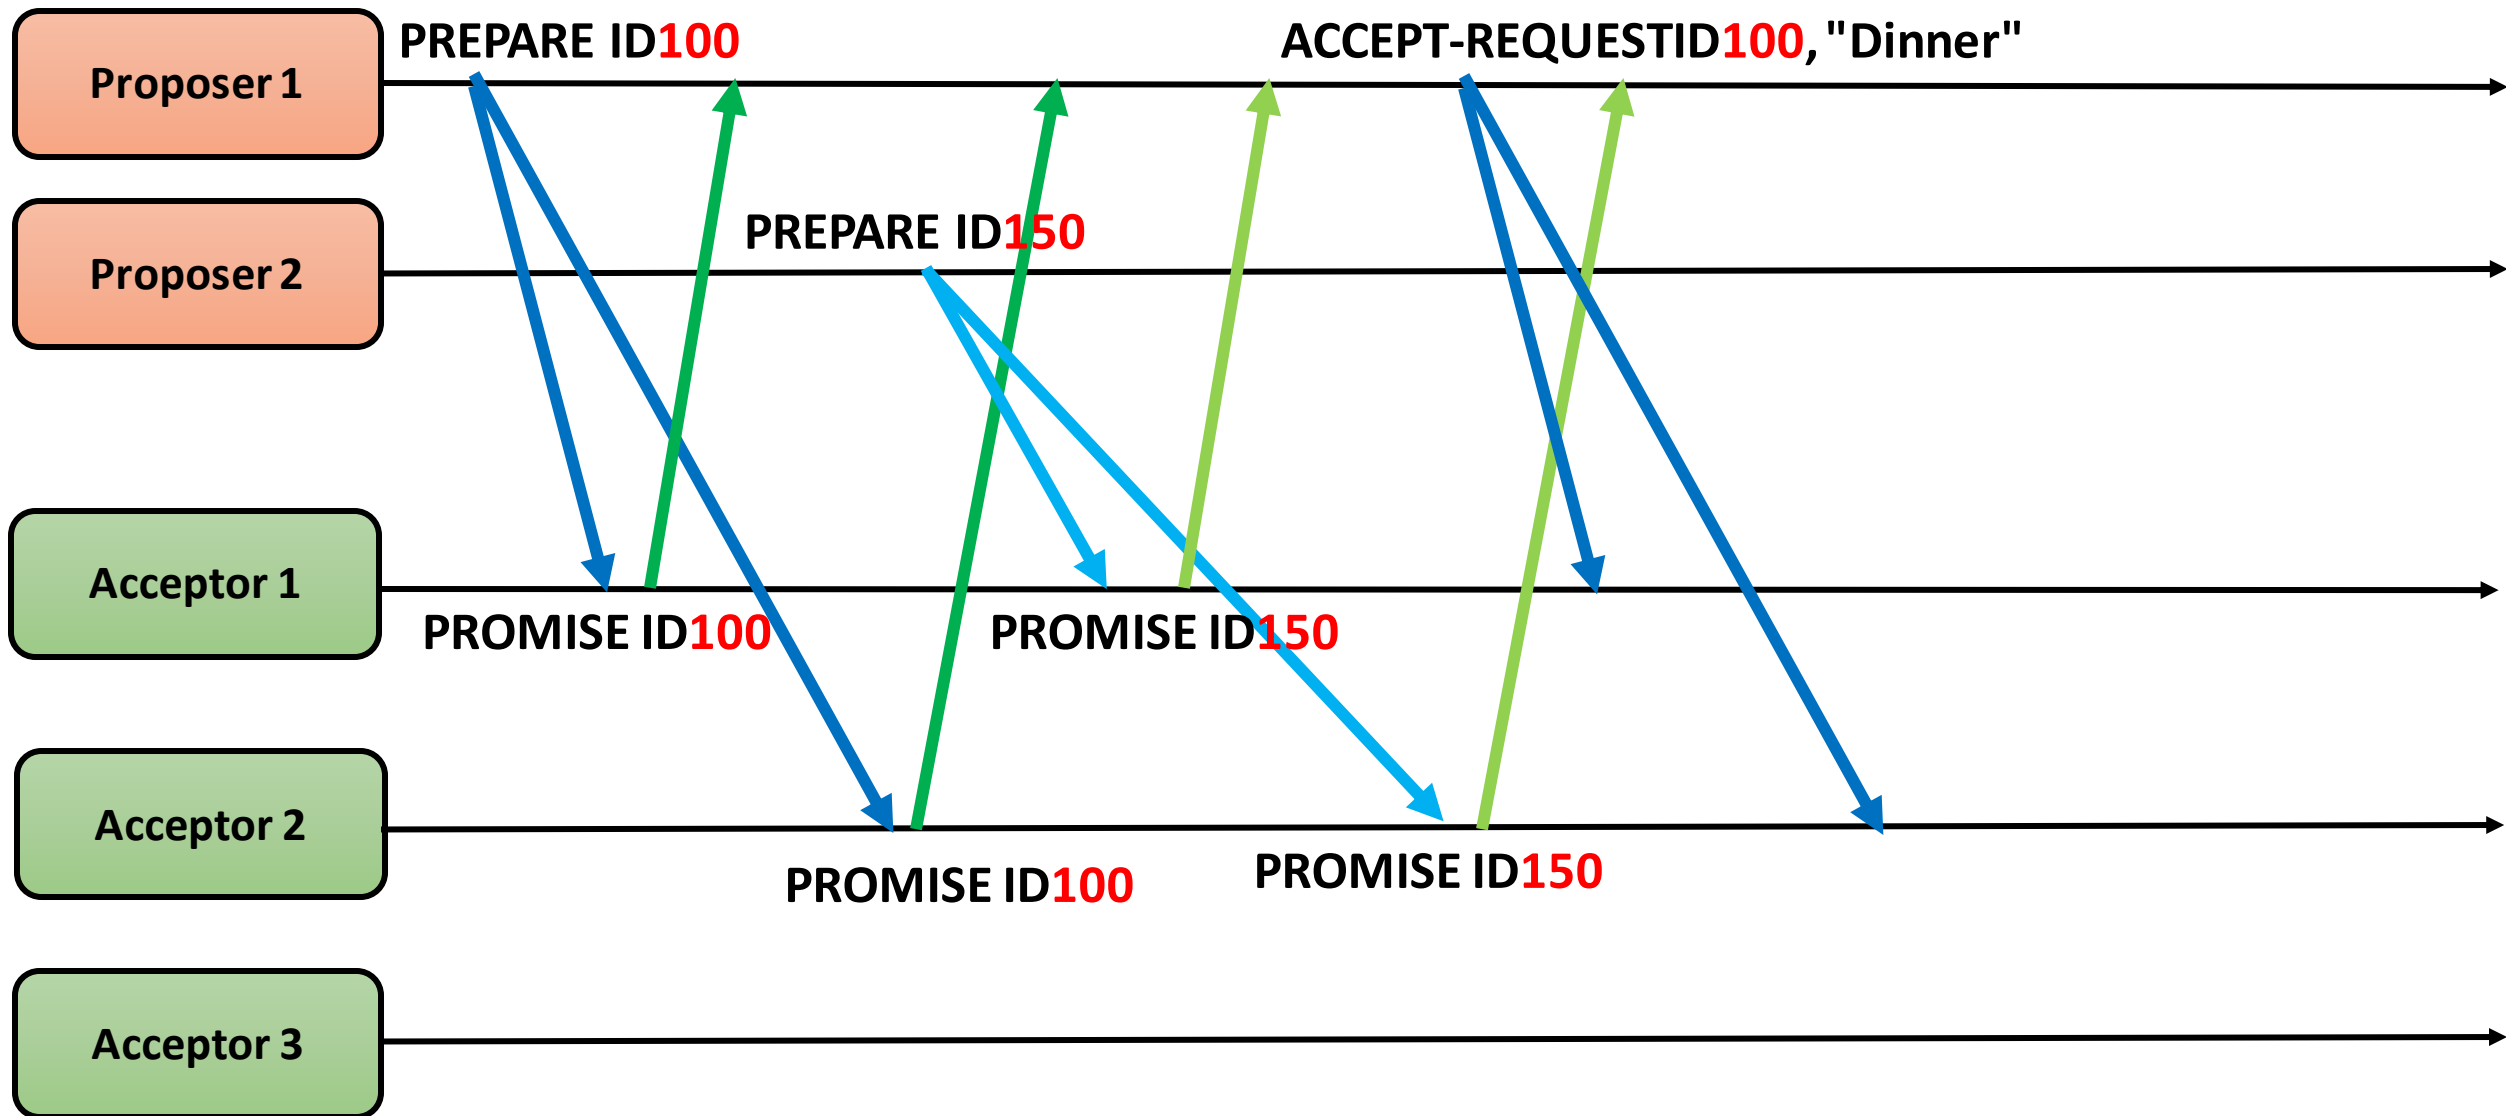 PREPARE ID100
ACCEPT-REQUESTID100, "Dinner"
Proposer 1
PREPARE ID150
Proposer 2
Acceptor 1
PROMISE ID100
PROMISE ID150
Acceptor 2
PROMISE ID100
PROMISE ID150
Acceptor 3